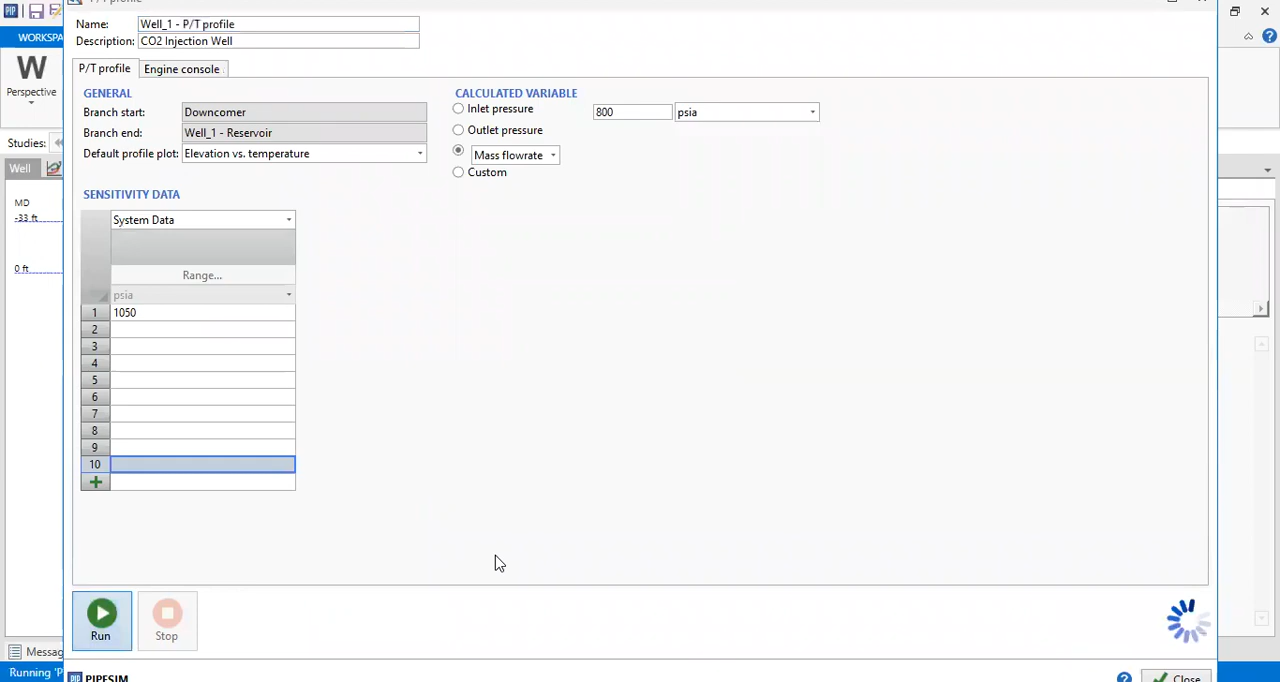 PIP
P/T profile
WORKSPA
W
Perspective
Studies:
Well
MD
-33 ft
0 ft
Name: Well_1 - P/T profile
Description: CO2 Injection Well
P/T profile Engine console
GENERAL
Branch start: Downcomer
Branch end: Well_1 - Reservoir
Default profile plot: Elevation vs. temperature
CALCULATED VARIABLE
Inlet pressure 800 psia
Outlet pressure
Mass flowrate
Custom
SENSITIVITY DATA
System Data
Range...
psia
1 1050
2
3
4
5
6
7
8
9
10
Run Stop
PIP PIPESIM
? Close
Messag
Running 'P
?